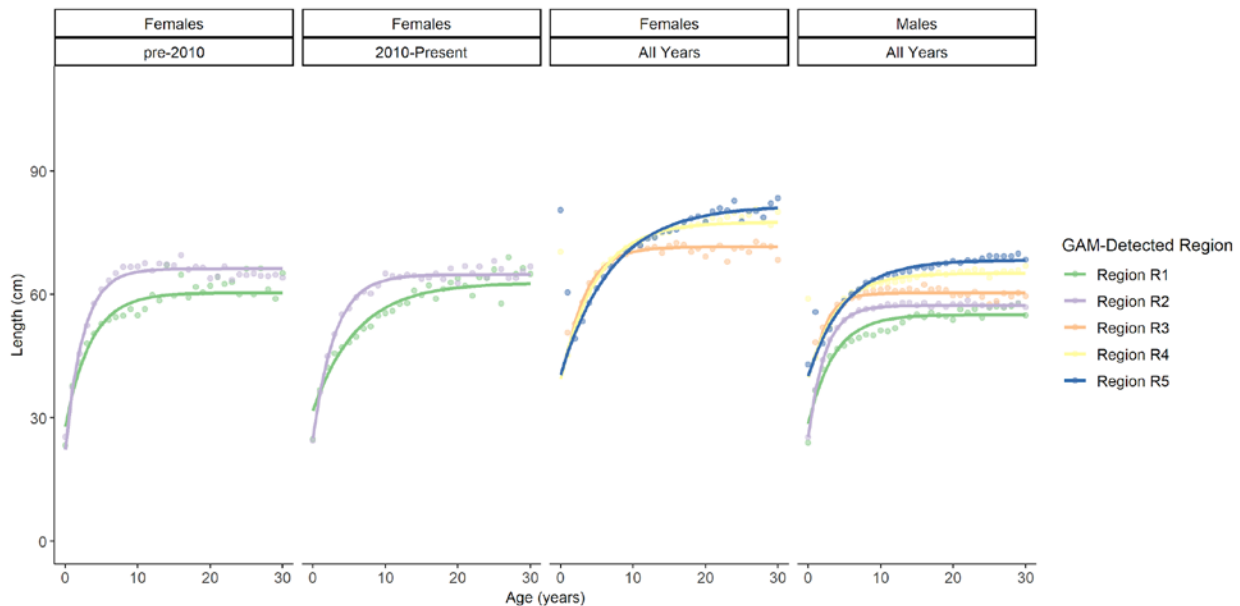 Females Females Females Males
pre-2010 2010-Present All Years All Years
90
60
30
0
Length (cm)
0 10 20 30 0 10 20 30 0 10 20 30 0 10 20 30
Age (years)
GAM-Detected Region
Region R1
Region R2
Region R3
Region R4
Region R5